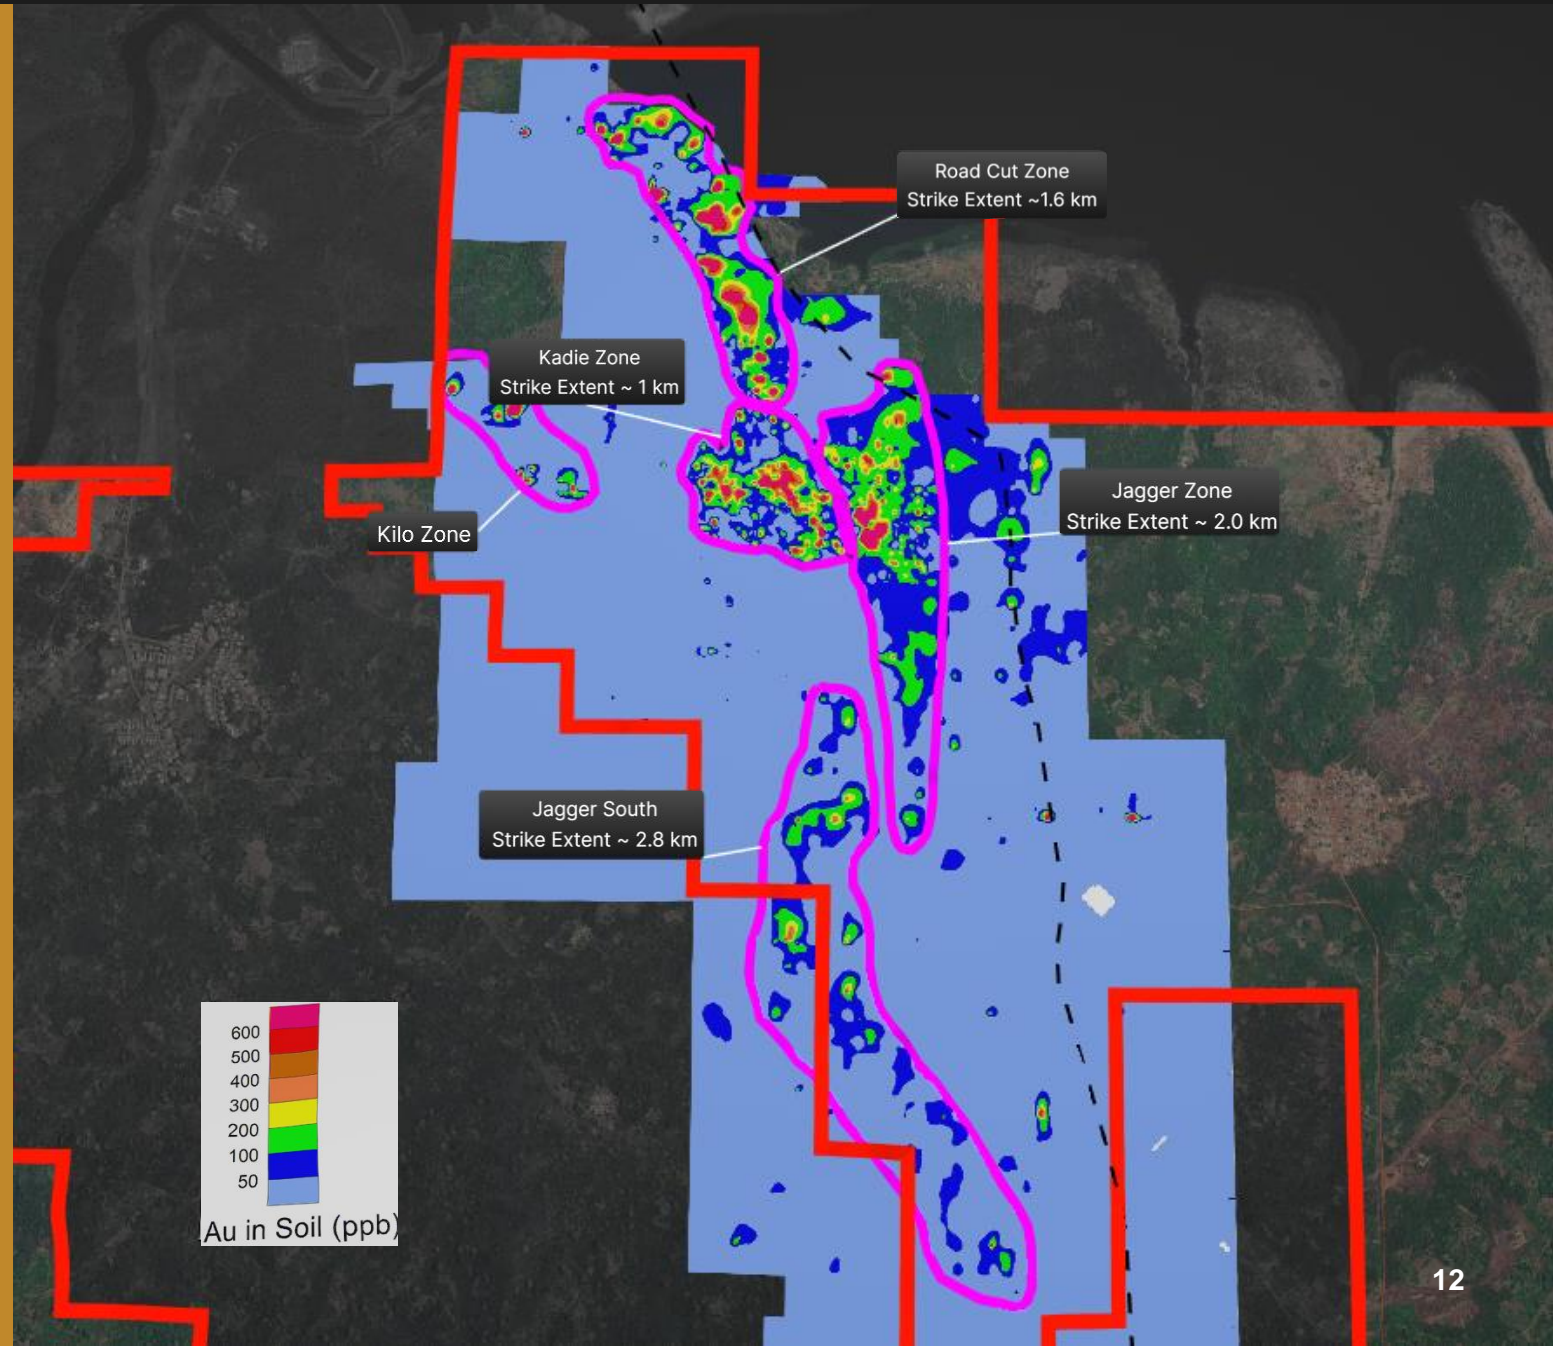 Road Cut Zone
Strike Extent ~1.6 km
Kadie Zone
Strike Extent ~ 1 km
Jagger Zone
Strike Extent ~ 2.0 km
Kilo Zone
Jagger South
Strike Extent ~ 2.8 km
600
500
400
300
200
100
50
Au in Soil (ppb)
12